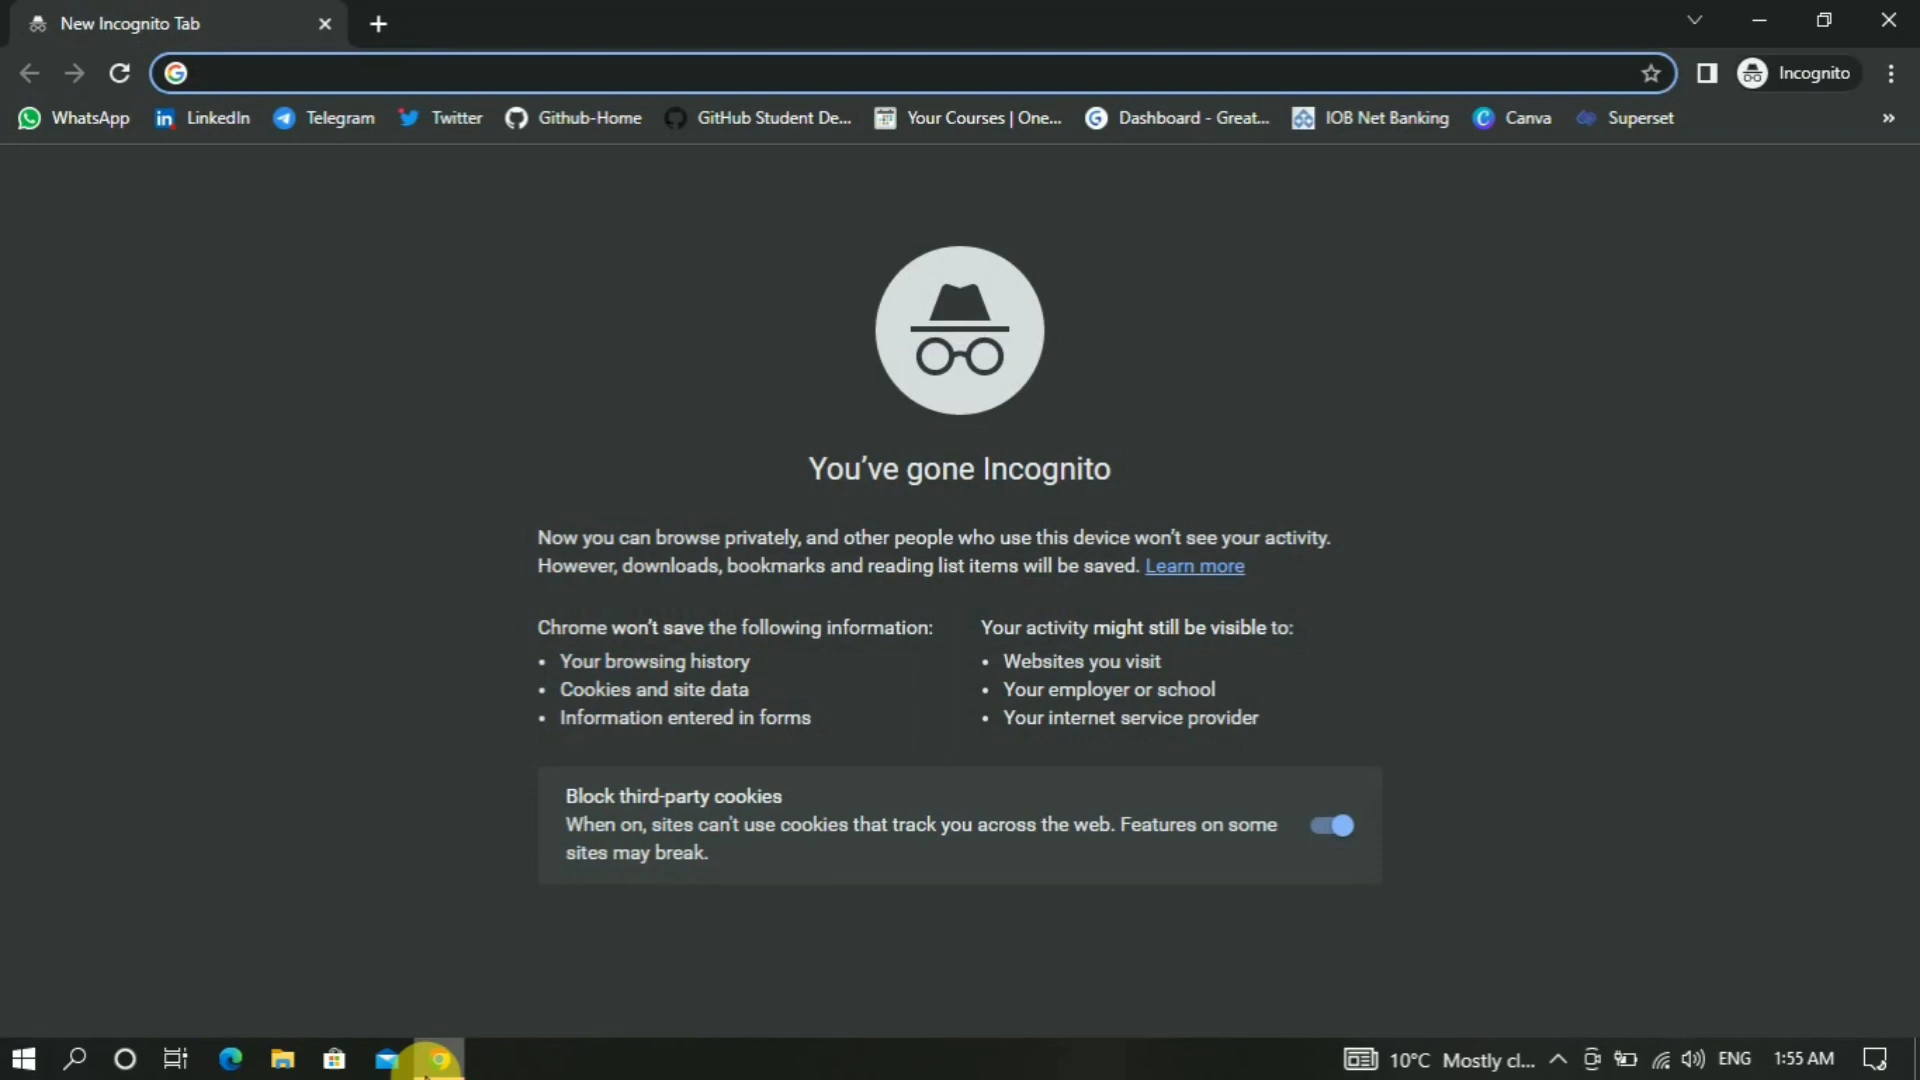 New Incognito Tab
Incognito
WhatsApp LinkedIn Telegram Twitter Github-Home GitHub Student De... Your Courses | One... Dashboard - Great... IOB Net Banking Canva Superset »
You've gone Incognito
Now you can browse privately, and other people who use this device won't see your activity.
However, downloads, bookmarks and reading list items will be saved. Learn more
Chrome won't save the following information:
• Your browsing history
• Cookies and site data
• Information entered in forms
Your activity might still be visible to:
• Websites you visit
• Your employer or school
• Your internet service provider
Block third-party cookies
When on, sites can't use cookies that track you across the web. Features on some
sites may break.
10°C Mostly cl... ENG 1:55 AM